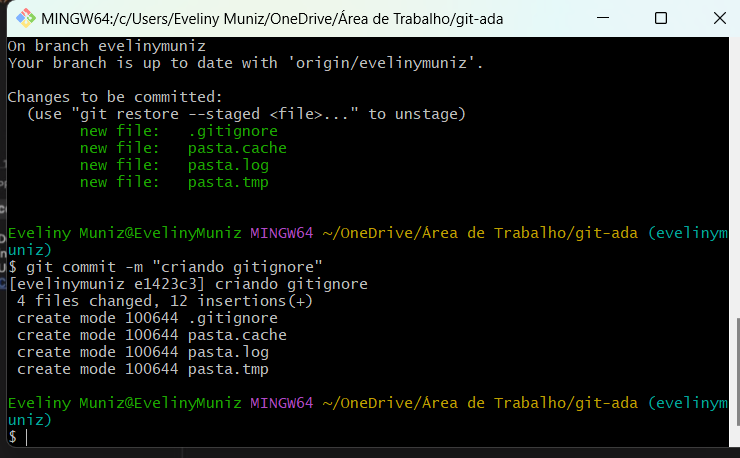 MINGW64:/c/Users/Eveliny Muniz/OneDrive/Área de Trabalho/git-ada
On branch evelinymuniz
Your branch is up to date with 'origin/evelinymuniz'.
Changes to be committed:
  (use "git restore --staged <file>..." to unstage)
        new file:   .gitignore
        new file:   pasta.cache
        new file:   pasta.log
        new file:   pasta.tmp
Eveliny Muniz@EvelinyMuniz MINGW64 ~/OneDrive/Área de Trabalho/git-ada (evelinym
uniz)
$ git commit -m "criando gitignore"
[evelinymuniz e1423c3] criando gitignore
 4 files changed, 12 insertions(+)
 create mode 100644 .gitignore
 create mode 100644 pasta.cache
 create mode 100644 pasta.log
 create mode 100644 pasta.tmp
Eveliny Muniz@EvelinyMuniz MINGW64 ~/OneDrive/Área de Trabalho/git-ada (evelinym
uniz)
$